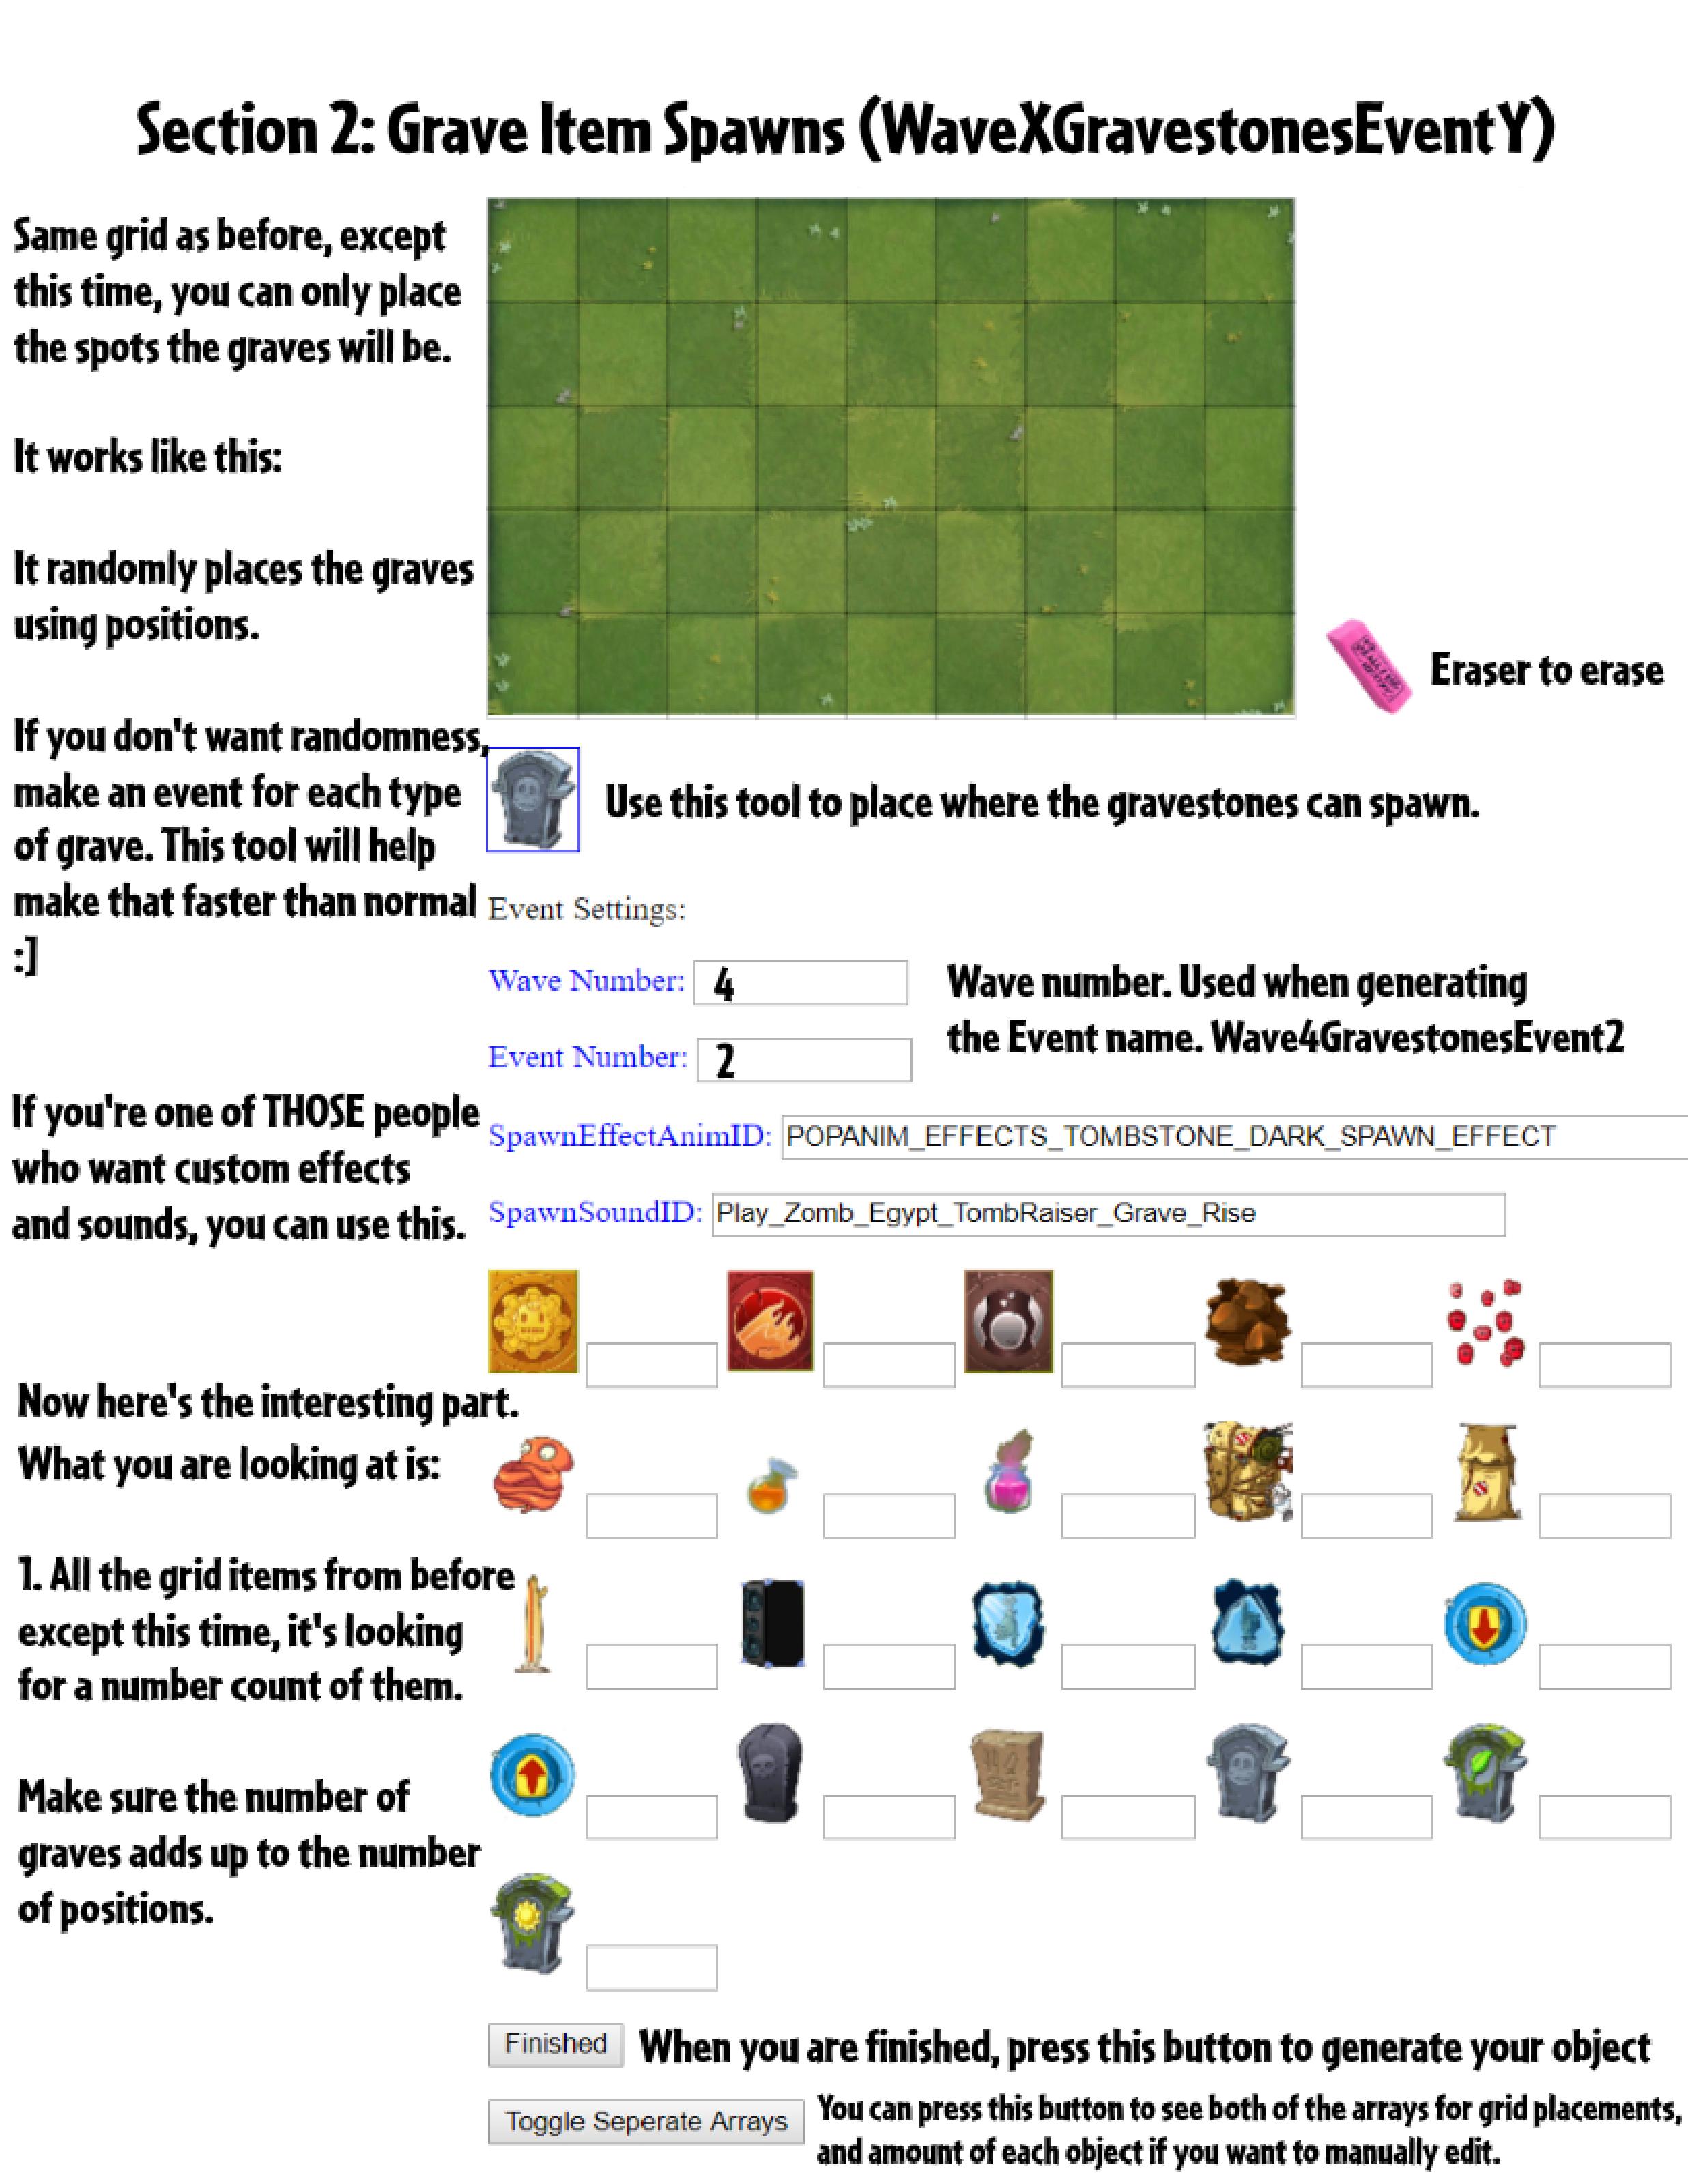 Section 2: Grave Item Spawns (WaveXGravestonesEventY)
Same grid as before, except
this time, you can only place
the spots the graves will be.
It works like this:
It randomly places the graves
using positions.
Eraser to erase
If you don't want randomness,
make an event for each type
of grave. This tool will help
make that faster than normal
:]
Use this tool to place where the gravestones can spawn.
Event Settings:
Wave Number: 4
Wave number. Used when generating
the Event name. Wave4GravestonesEvent2
Event Number: 2
If you're one of THOSE people
who want custom effects
and sounds, you can use this.
SpawnEffectAnimID: POPANIM_EFFECTS_TOMBSTONE_DARK_SPAWN_EFFECT
SpawnSoundID: Play_Zomb_Egypt_TombRaiser_Grave_Rise
Now here's the interesting part.
What you are looking at is:
1. All the grid items from before
except this time, it's looking
for a number count of them.
Make sure the number of
graves adds up to the number
of positions.
Finished
When you are finished, press this button to generate your object
Toggle Seperate Arrays
You can press this button to see both of the arrays for grid placements,
and amount of each object if you want to manually edit.